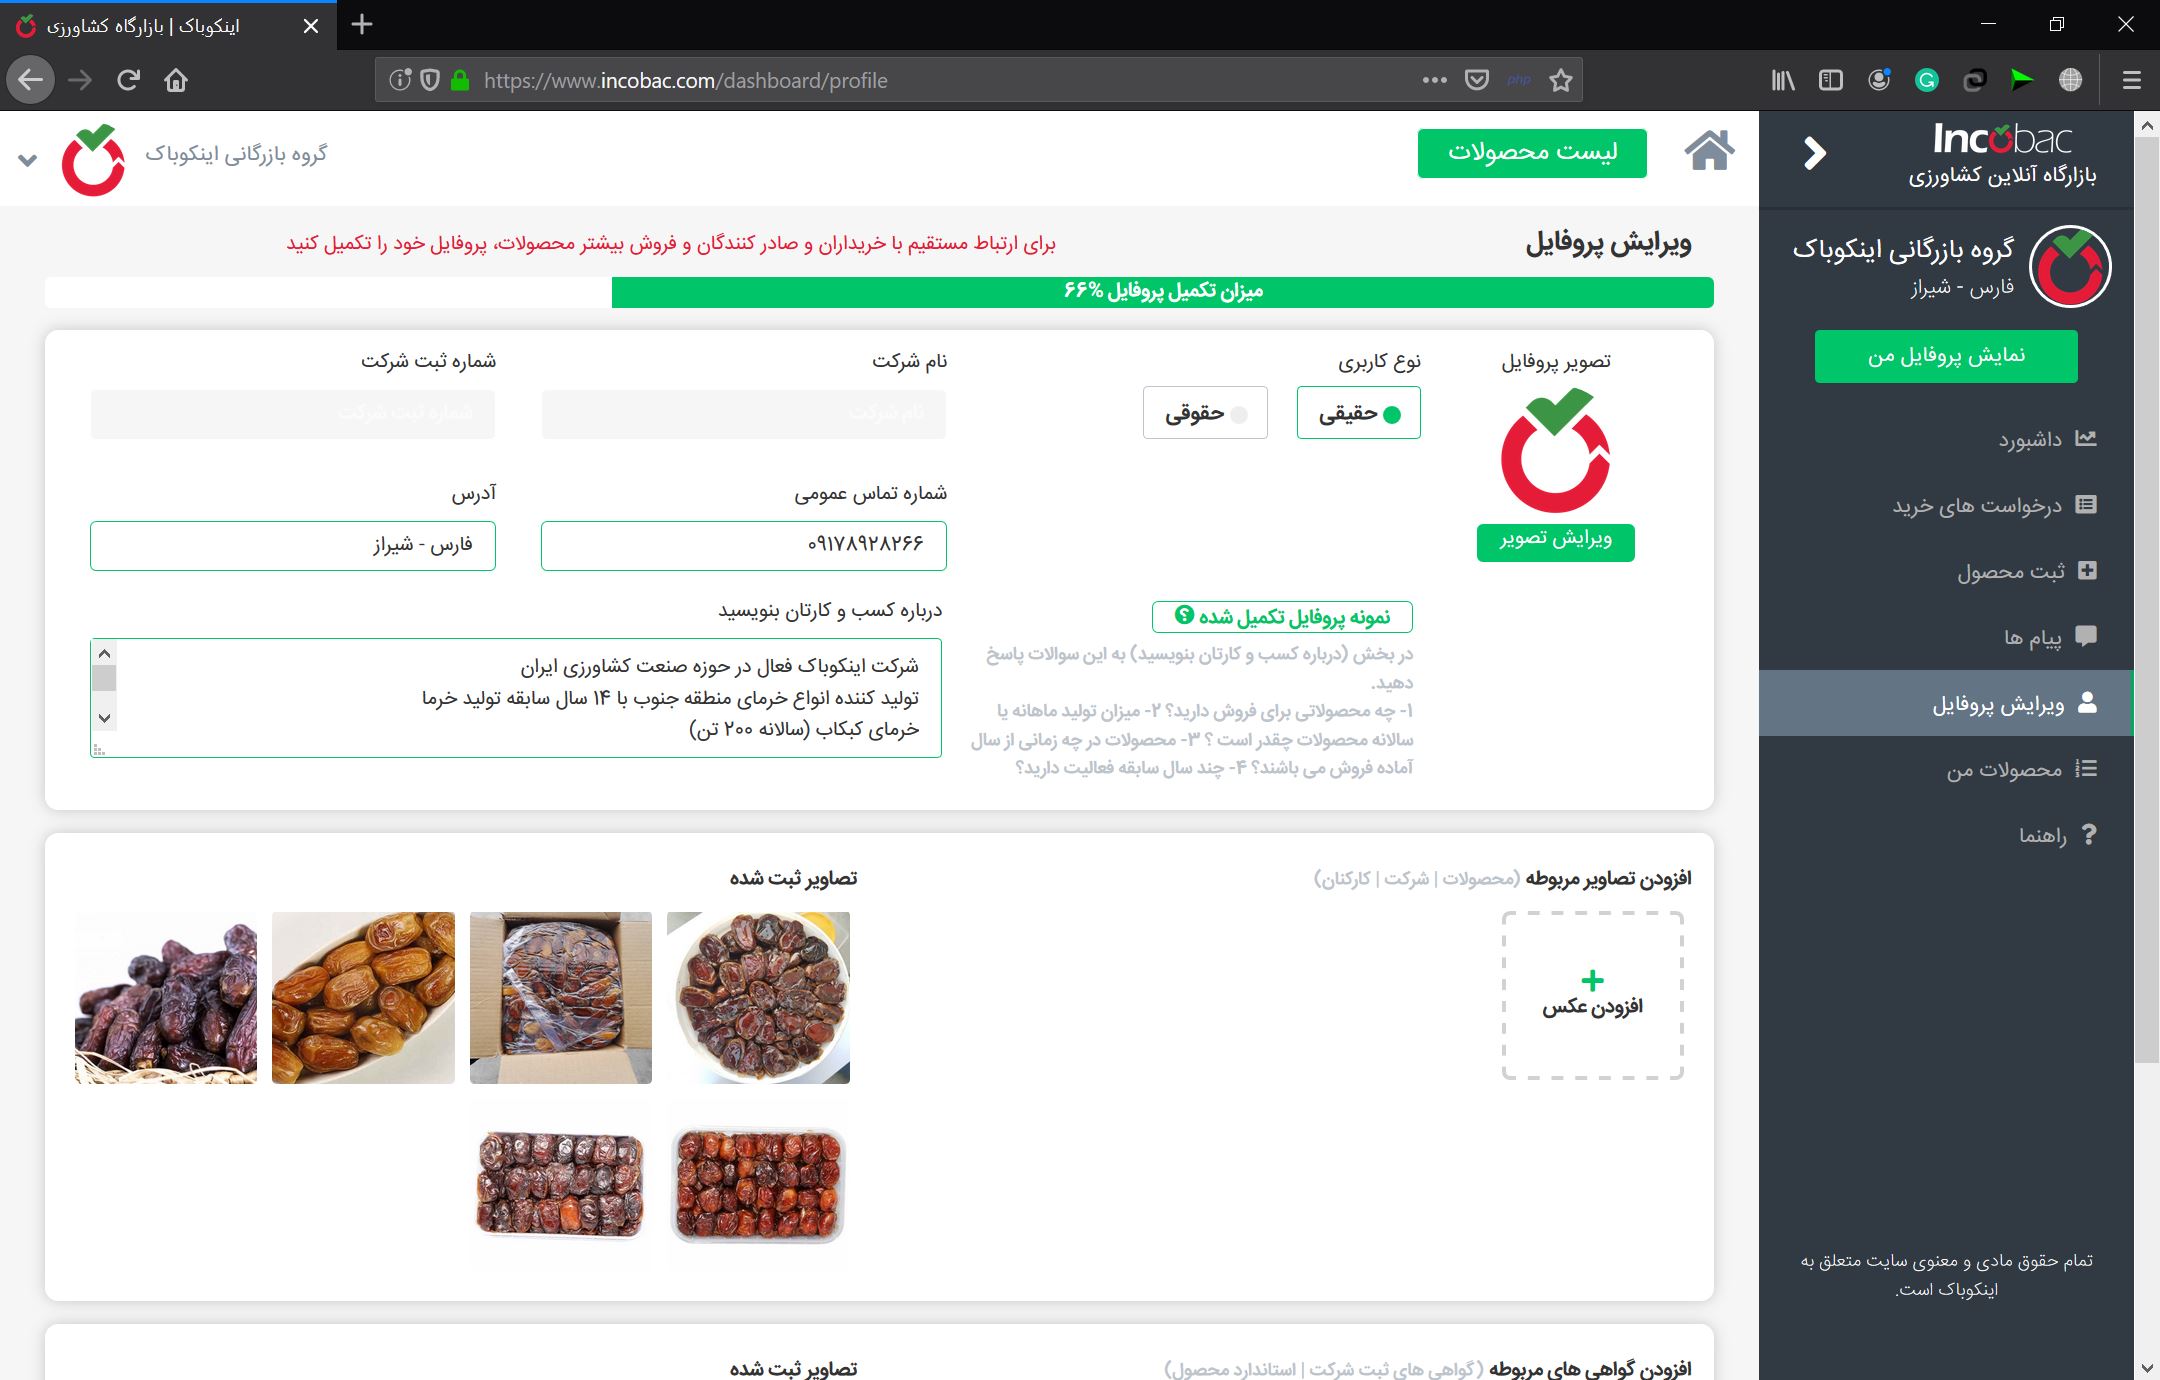 اینکوباک | بازارگاه کشاورزی
https://www.incobac.com/dashboard/profile
php
Incobac
بازارگاه آنلاین کشاورزی
لیست محصولات
گروه بازرگانی اینکوباک
گروه بازرگانی اینکوباک
فارس - شیراز
نمایش پروفایل من
داشبورد
درخواست های خرید
ثبت محصول
پیام ها
ویرایش پروفایل
محصولات من
راهنما
تمام حقوق مادی و معنوی سایت متعلق به
اینکوباک است.
ویرایش پروفایل
برای ارتباط مستقیم با خریداران و صادر کنندگان و فروش بیشتر محصولات، پروفایل خود را تکمیل کنید
میزان تکمیل پروفایل %۶۶
تصویر پروفایل
نوع کاربری
نام شرکت
شماره ثبت شرکت
حقیقی
حقوقی
نام شرکت
شماره ثبت شرکت
شماره تماس عمومی
آدرس
۰۹۱۷۸۹۲۸۲۶۶
فارس - شیراز
ویرایش تصویر
نمونه پروفایل تکمیل شده
درباره کسب و کارتان بنویسید
در بخش (درباره کسب و کارتان بنویسید) به این سوالات پاسخ
دهید.
۱- چه محصولاتی برای فروش دارید؟ ۲- میزان تولید ماهانه یا
سالانه محصولات چقدر است ؟ ۳- محصولات در چه زمانی از سال
آماده فروش می باشند؟ ۴- چند سال سابقه فعالیت دارید؟
شرکت اینکوباک فعال در حوزه صنعت کشاورزی ایران
تولید کننده انواع خرمای منطقه جنوب با ۱۴ سال سابقه تولید خرما
خرمای کبکاب (سالانه ۲۰۰ تن)
افزودن تصاویر مربوطه (محصولات | شرکت | کارکنان)
تصاویر ثبت شده
افزودن عکس
افزودن گواهی های مربوطه (گواهی های ثبت شرکت | استاندارد محصول)
تصاویر ثبت شده